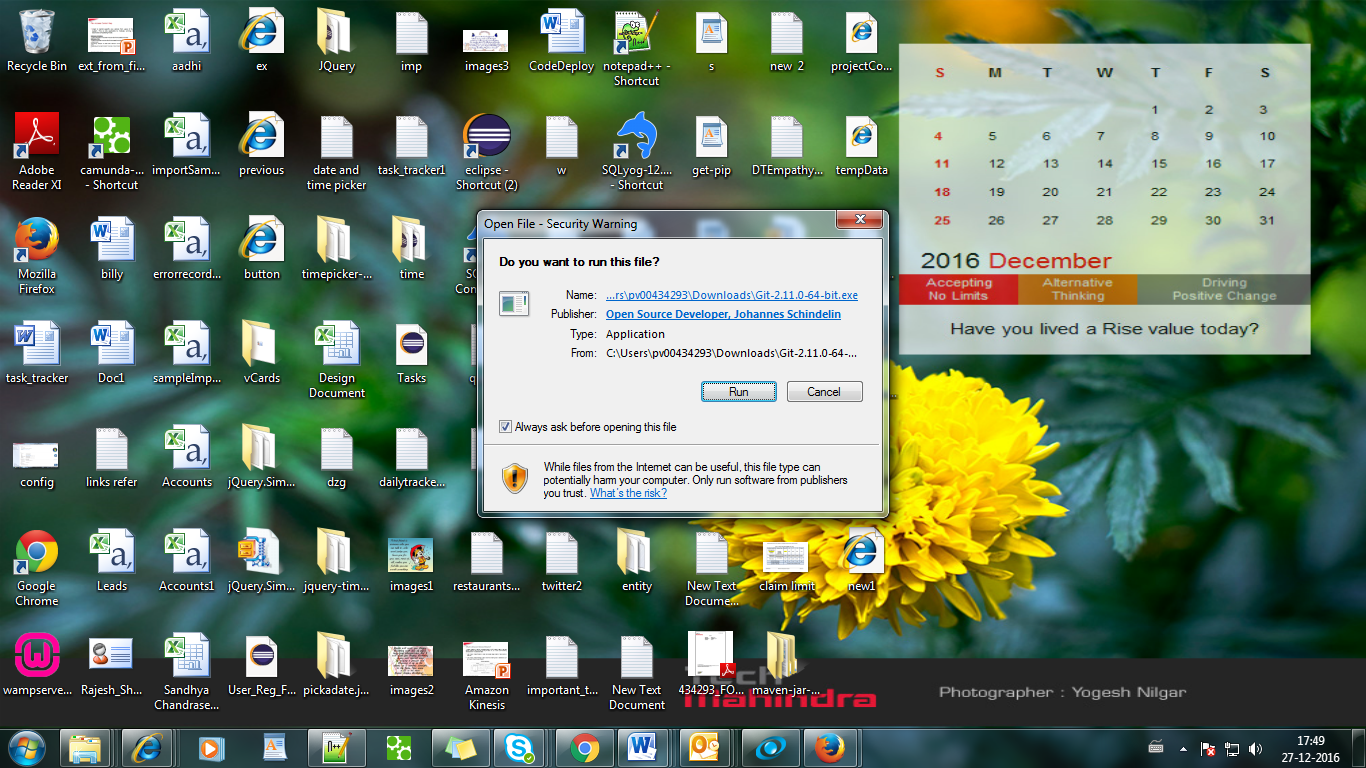 Recycle Bin
ext_from_fi...
aadhi
ex
JQuery
imp
images3
CodeDeploy
notepad++ -
Shortcut
s
new 2
projectCo...
Adobe
Reader XI
camunda-...
- Shortcut
importSam...
previous
date and
time picker
task_tracker1
eclipse -
Shortcut (2)
w
SQLyog-12....
- Shortcut
get-pip
DTEmpathy...
tempData
Mozilla
Firefox
billy
errorrecord...
button
timepicker-...
time
task_tracker
Doc1
sampleImp...
vCards
Design
Document
Tasks
config
links refer
Accounts
jQuery.Sim...
dzg
dailytracke...
Google
Chrome
Leads
Accounts1
jQuery.Sim...
jquery-tim...
images1
restaurants...
twitter2
entity
New Text
Docume...
claim limit
new1
wampserve...
Rajesh_Sh...
Sandhya
Chandrase...
User_Reg_F...
pickadate.j...
images2
Amazon
Kinesis
important_t...
New Text
Document
434293_FO...
maven-jar-...
Open File - Security Warning
Do you want to run this file?
Name: ...rs\pv00434293\Downloads\Git-2.11.0-64-bit.exe
Publisher: Open Source Developer, Johannes Schindelin
Type: Application
From: C:\Users\pv00434293\Downloads\Git-2.11.0-64-...
Run Cancel
Always ask before opening this file
While files from the Internet can be useful, this file type can
potentially harm your computer. Only run software from publishers
you trust. What's the risk?
S M T W T F S
1 2 3
4 5 6 7 8 9 10
11 12 13 14 15 16 17
18 19 20 21 22 23 24
25 26 27 28 29 30 31
2016 December
Accepting
No Limits
Alternative
Thinking
Driving
Positive Change
Have you lived a Rise value today?
Tech
Mahindra
Photographer : Yogesh Nilgar
17:49
27-12-2016